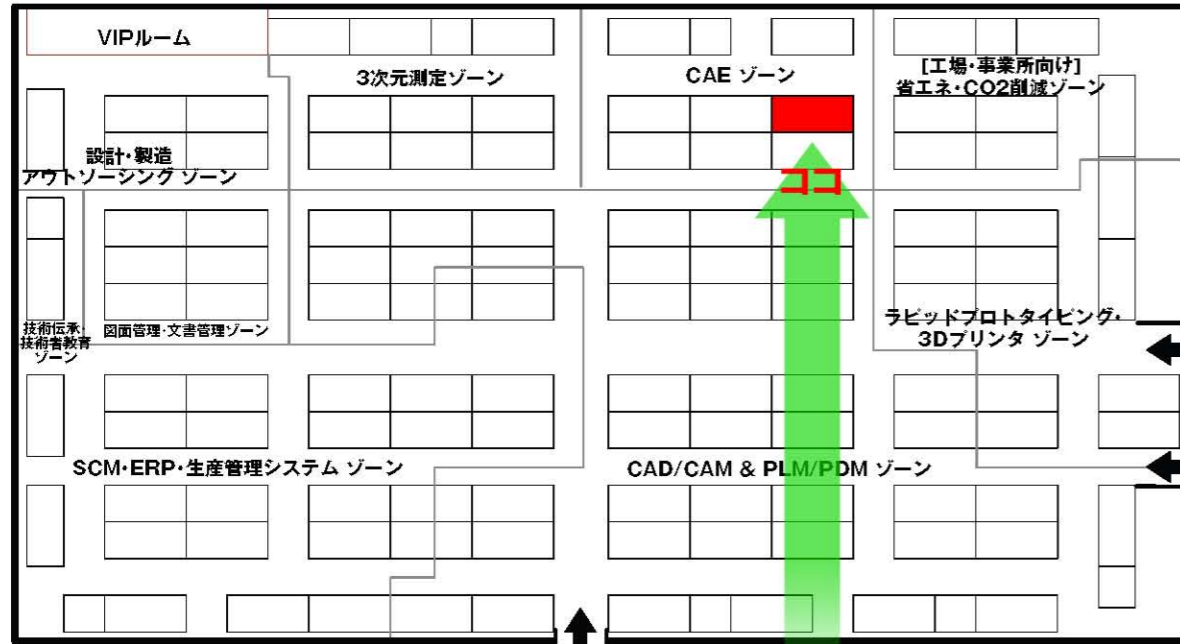 VIPルーム
3次元測定ゾーン
CAE ゾーン
[工場・事業所向け]
省エネ・CO2削減ゾーン
設計・製造
アウトソーシング ゾーン
ココ
技術伝承・
技術者教育
ゾーン
図面管理・文書管理ゾーン
ラピッドプロトタイピング・
3Dプリンタ ゾーン
SCM・ERP・生産管理システム ゾーン
CAD/CAM & PLM/PDM ゾーン